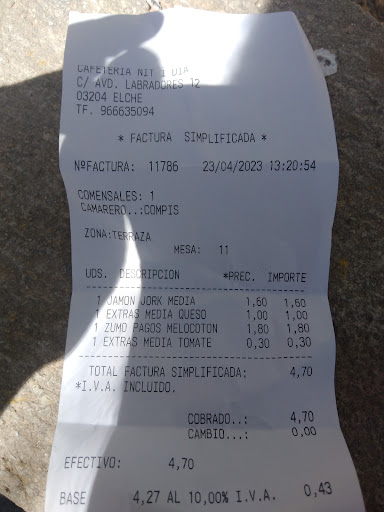 CAFETERIA NIT I DIA
C/ AVD. LABRADORES 12
03204 ELCHE
TF. 966635094
* FACTURA SIMPLIFICADA *
NºFACTURA: 11786 23/04/2023 13:20:54
COMENSALES: 1
CAMARERO..:COMPIS
ZONA:TERRAZA
MESA: 11
UDS. DESCRIPCION *PREC. IMPORTE
1 JAMON JORK MEDIA 1,60 1,60
1 EXTRAS MEDIA QUESO 1,00 1,00
1 ZUMO PAGOS MELOCOTON 1,80 1,80
1 EXTRAS MEDIA TOMATE 0,30 0,30
TOTAL FACTURA SIMPLIFICADA: 4,70
*I.V.A. INCLUIDO.
COBRADO..: 4,70
CAMBIO...: 0,00
EFECTIVO: 4,70
BASE 4,27 AL 10,00% I.V.A. 0,43